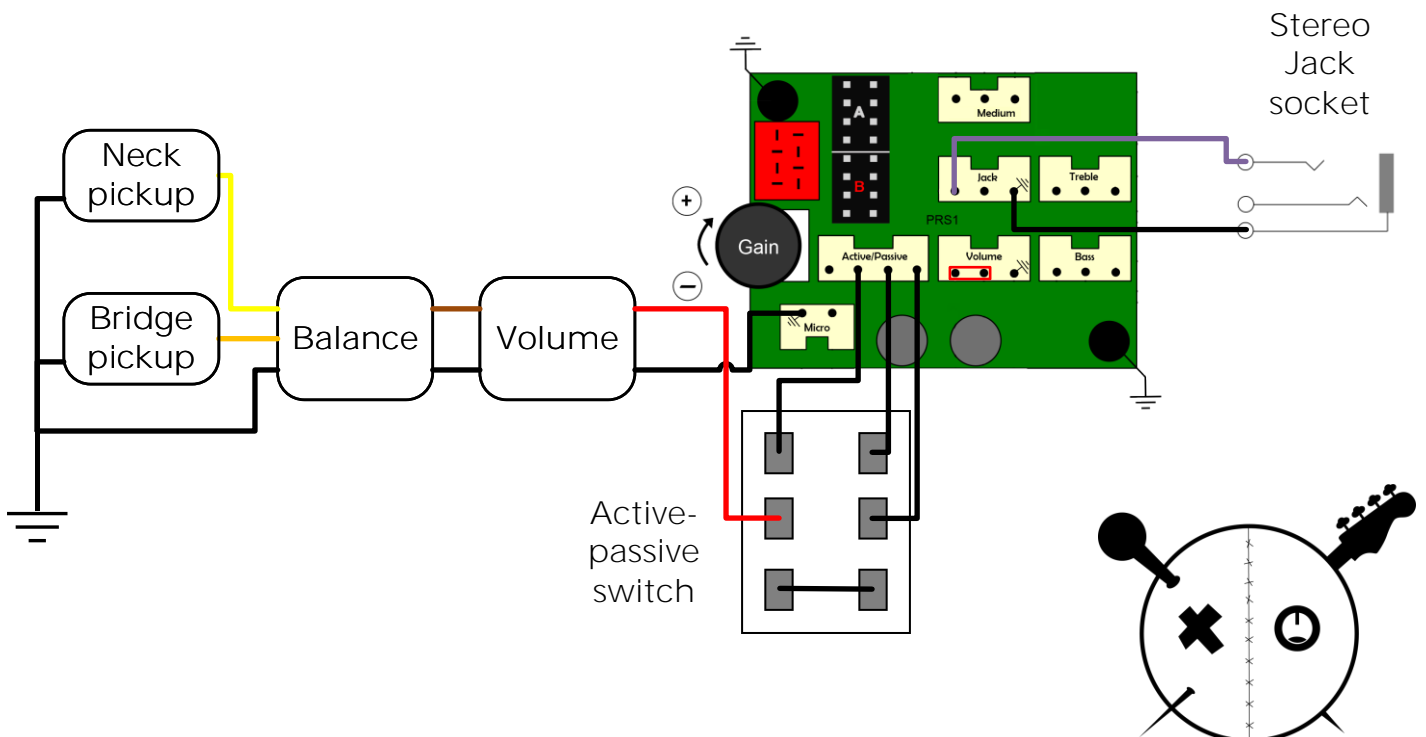 Stereo
Jack
socket
Neck
pickup
Bridge
pickup
Balance
Volume
+
Gain
−
A
B
Medium
Jack
Treble
PRS1
Active/Passive
Volume
Bass
Micro
Active-
passive
switch